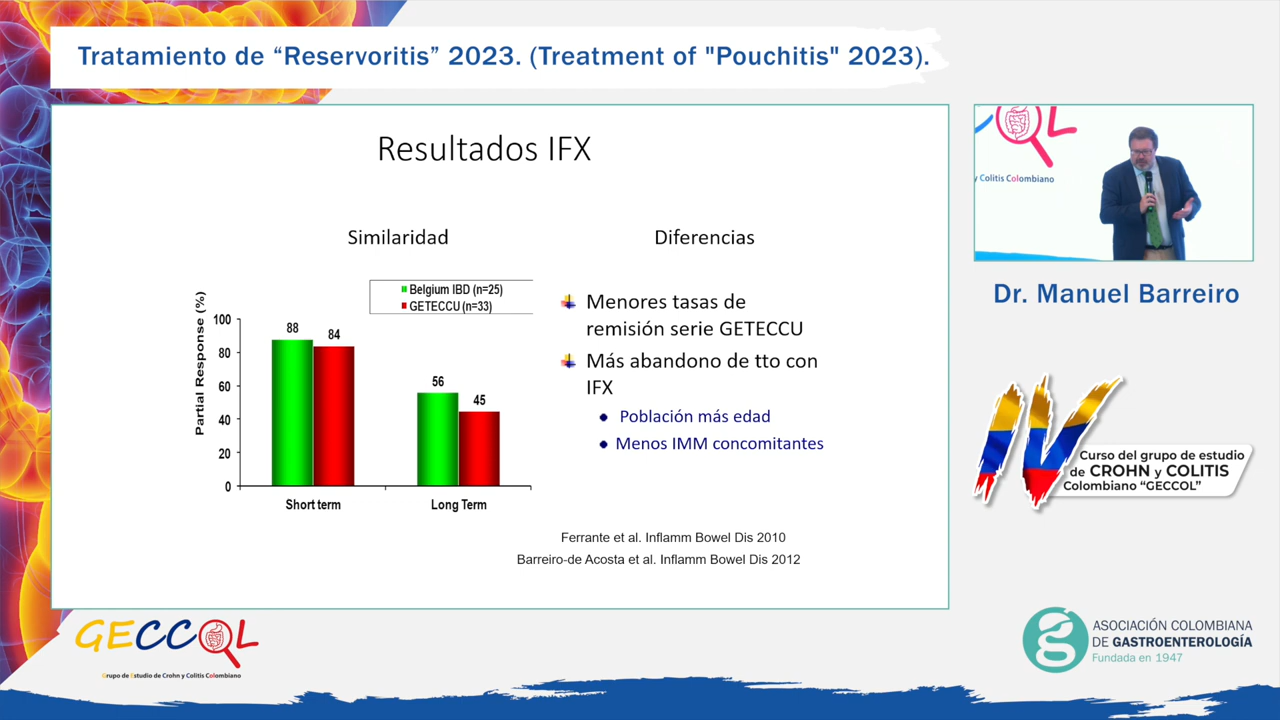 Tratamiento de “Reservoritis” 2023. (Treatment of "Pouchitis" 2023).
Resultados IFX
Similaridad
Diferencias
Belgium IBD (n=25)
GETECCU (n=33)
Partial Response (%)
100
80
60
40
20
0
88
84
56
45
Short term
Long Term
Menores tasas de
remisión serie GETECCU
Más abandono de tto con
IFX
Población más edad
Menos IMM concomitantes
Ferrante et al. Inflamm Bowel Dis 2010
Barreiro-de Acosta et al. Inflamm Bowel Dis 2012
OL
y Colitis Colombiano
Dr. Manuel Barreiro
IV
Curso del grupo de estudio
de CROHN y COLITIS
Colombiano “GECCOL”
GECCOL
Grupo de Estudio de Crohn y Colitis Colombiano
ASOCIACIÓN COLOMBIANA
DE GASTROENTEROLOGÍA
Fundada en 1947